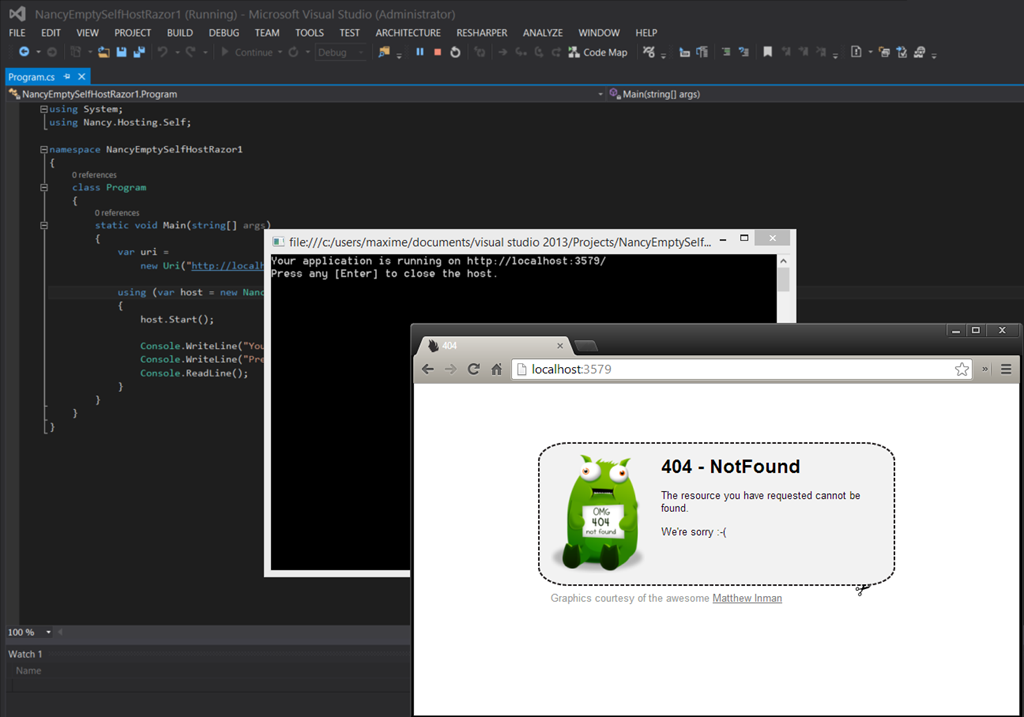 NancyEmptySelfHostRazor1 (Running) - Microsoft Visual Studio (Administrator)
FILE EDIT VIEW PROJECT BUILD DEBUG TEAM TOOLS TEST ARCHITECTURE RESHARPER ANALYZE WINDOW HELP
Continue Debug Code Map
Program.cs
NancyEmptySelfHostRazor1.Program Main(string[] args)
using System;
using Nancy.Hosting.Self;
namespace NancyEmptySelfHostRazor1
{
0 references
class Program
{
0 references
static void Main(string[] args)
{
var uri =
new Uri("http://localh
using (var host = new Nanc
{
host.Start();
Console.WriteLine("You
Console.WriteLine("Pre
Console.ReadLine();
}
}
}
}
100 %
Watch 1
Name
file:///c:/users/maxime/documents/visual studio 2013/Projects/NancyEmptySelf...
Your application is running on http://localhost:3579/
Press any [Enter] to close the host.
404
localhost:3579
OMG
404
not found
404 - NotFound
The resource you have requested cannot be
found.
We're sorry :-(
Graphics courtesy of the awesome Matthew Inman